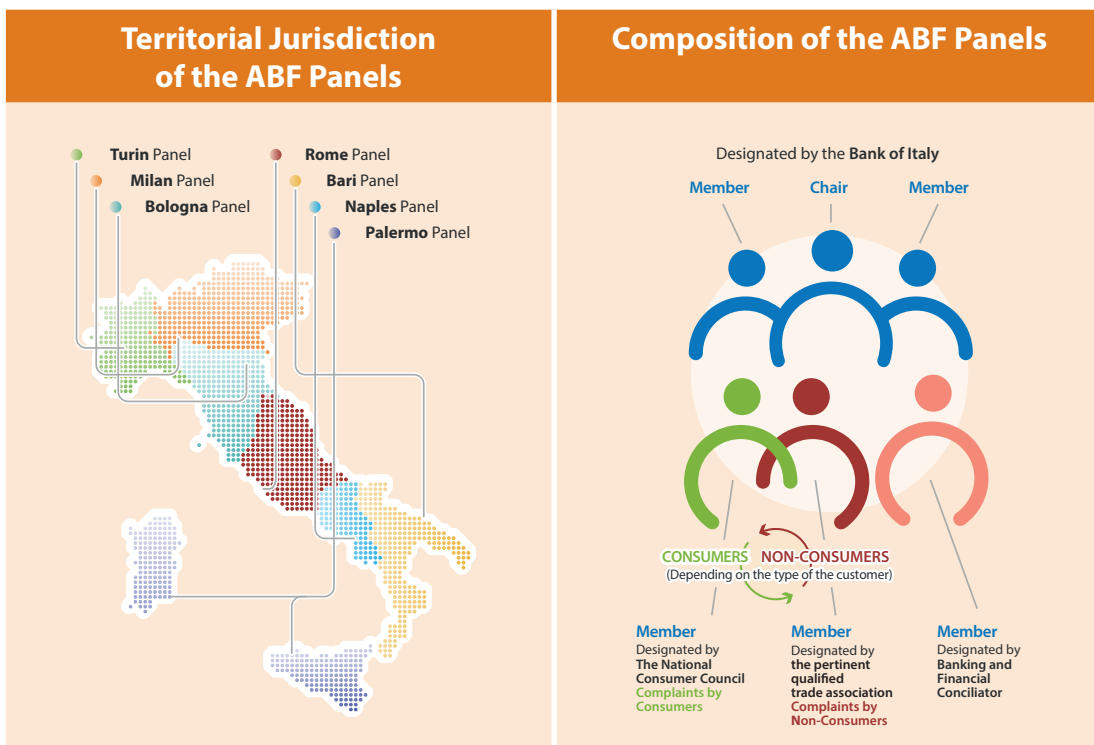 Territorial Jurisdiction
of the ABF Panels
Turin Panel
Milan Panel
Bologna Panel
Rome Panel
Bari Panel
Naples Panel
Palermo Panel
Composition of the ABF Panels
Designated by the Bank of Italy
Member
Chair
Member
CONSUMERS
NON-CONSUMERS
(Depending on the type of the customer)
Member
Designated by
The National
Consumer Council
Complaints by
Consumers
Member
Designated by
the pertinent
qualified
trade association
Complaints by
Non-Consumers
Member
Designated by
Banking and
Financial
Conciliator